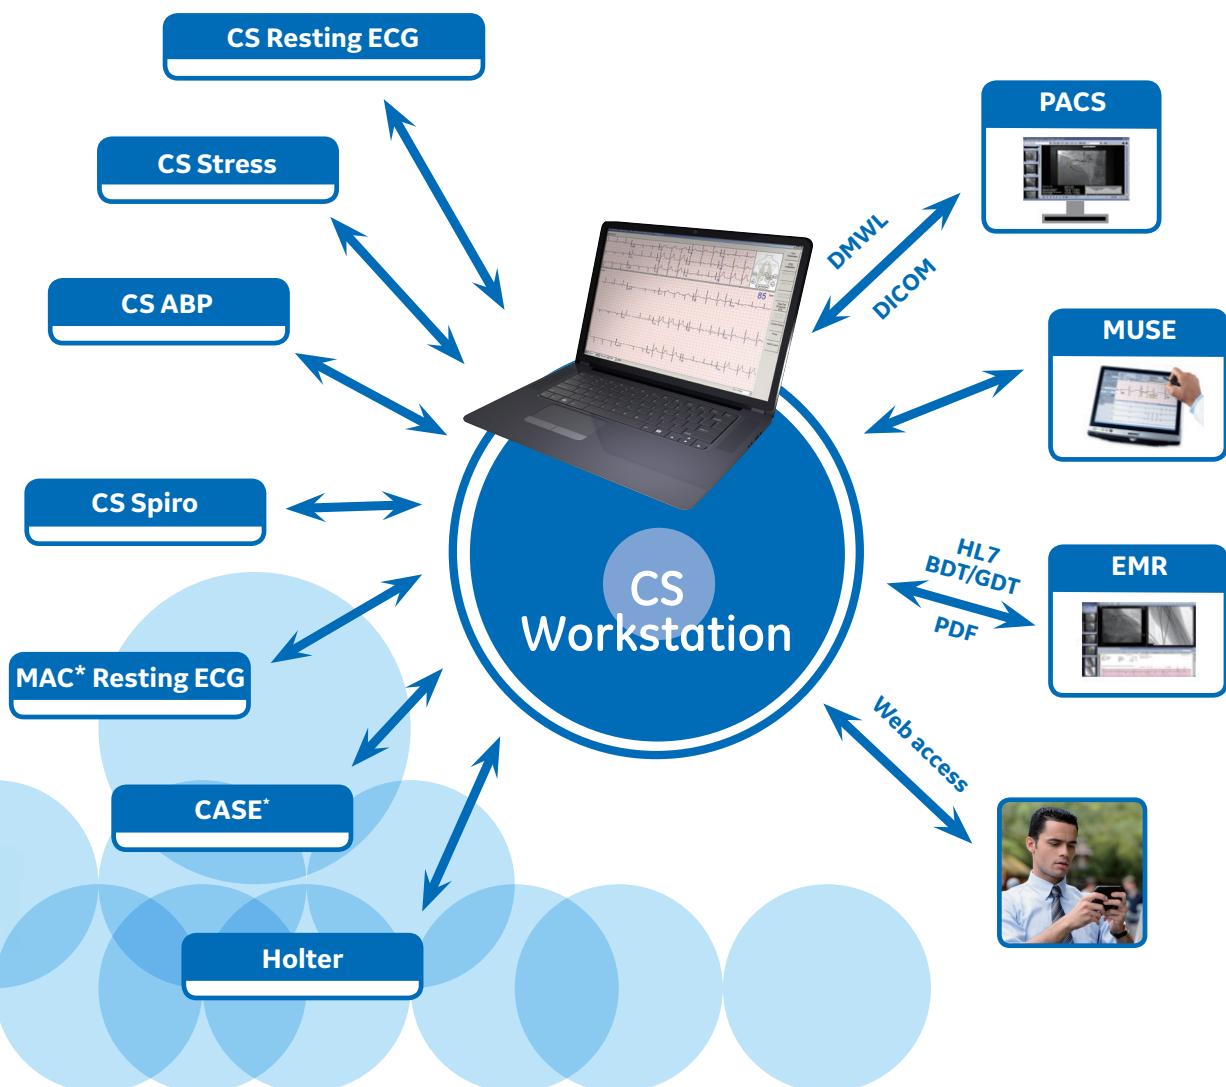 CS Resting ECG
CS Stress
CS ABP
CS Spiro
MAC* Resting ECG
CASE*
Holter
CS
Workstation
85
DMWL
DICOM
PACS
MUSE
HL7
BDT/GDT
PDF
EMR
Web access